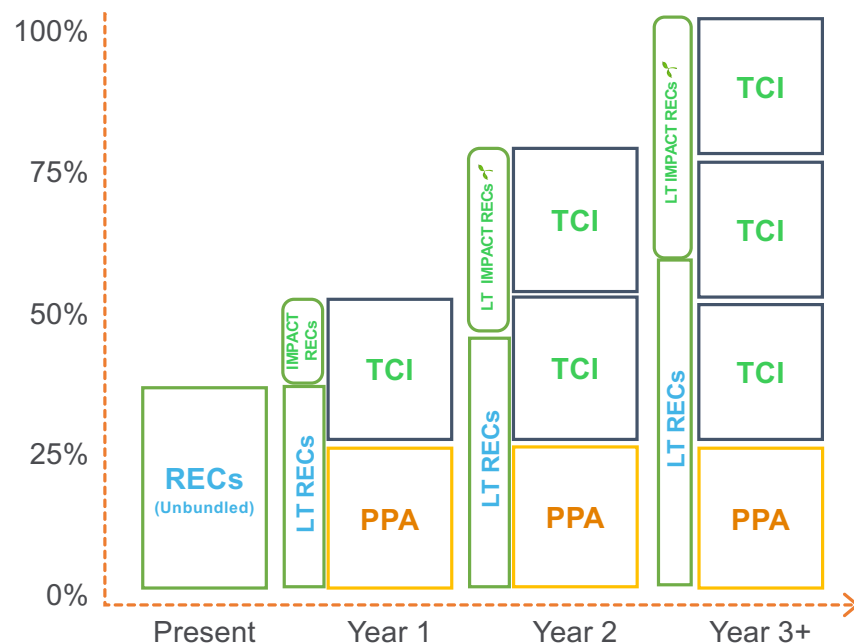 100%
75%
50%
25%
0%
RECs
(Unbundled)
LT RECs
IMPACT
RECs
TCI
PPA
LT RECs
LT IMPACT RECs
TCI
TCI
PPA
LT RECs
LT IMPACT RECs
TCI
TCI
TCI
PPA
Present
Year 1
Year 2
Year 3+